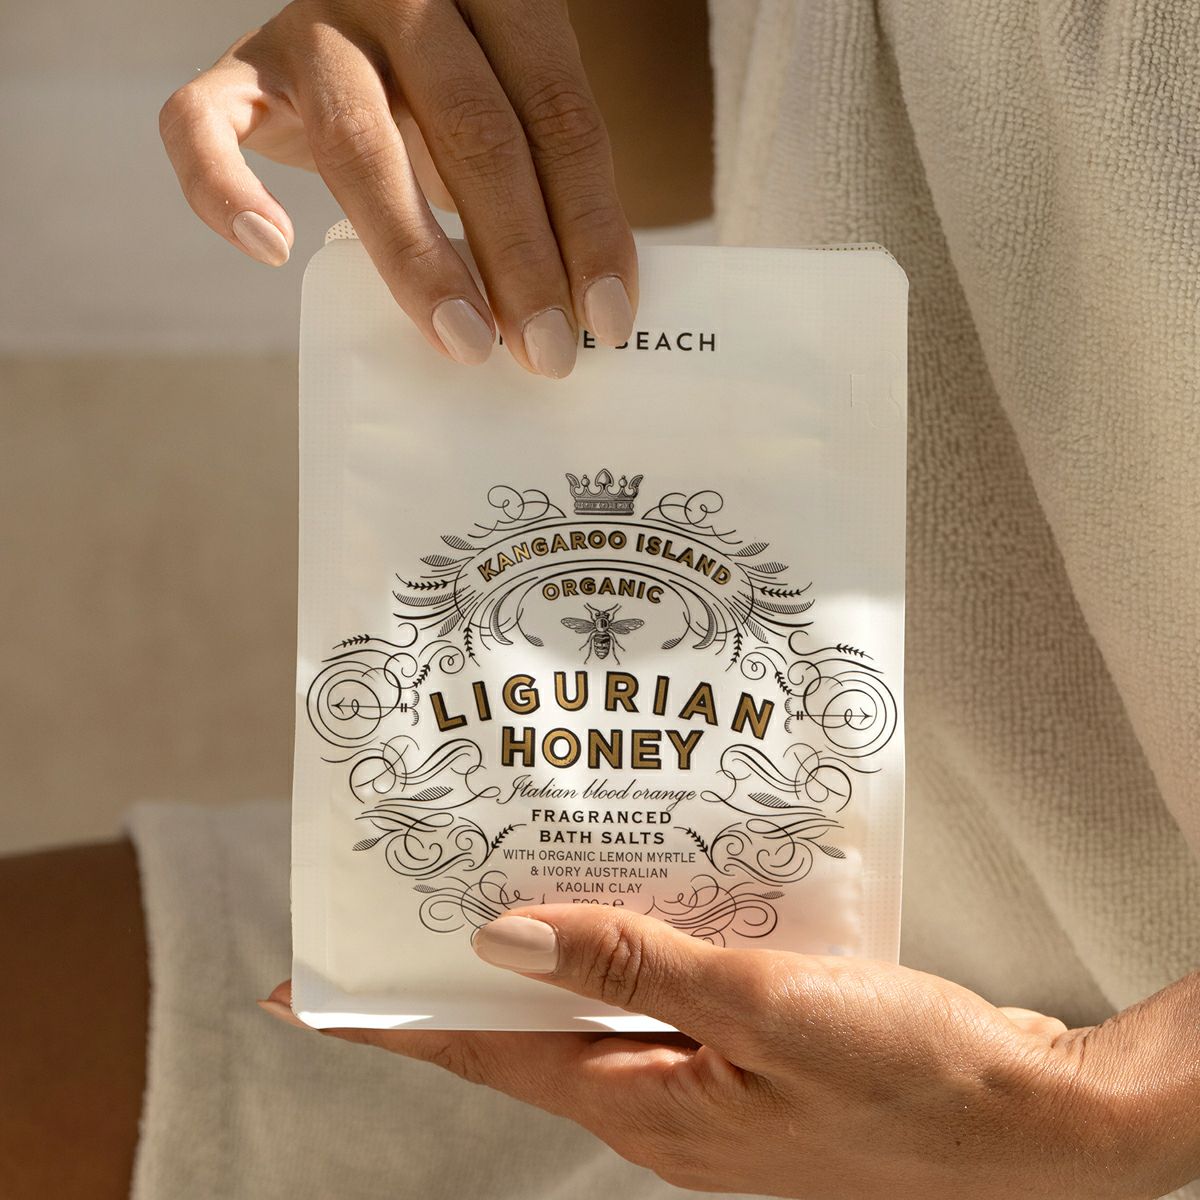 BEACH
KANGAROO ISLAND
ORGANIC
LIGURIAN
HONEY
Italian blood orange
FRAGRANCED
BATH SALTS
WITH ORGANIC LEMON MYRTLE
& IVORY AUSTRALIAN
KAOLIN CLAY